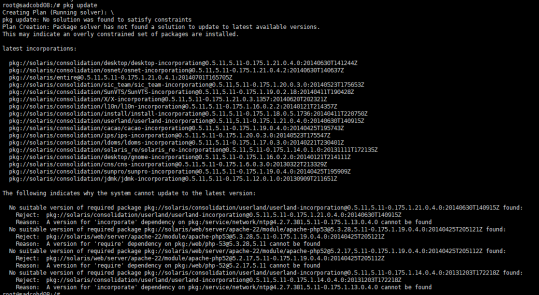 root@sadcobd08:/# pkg update
Creating Plan (Running solver): \
pkg update: No solution was found to satisfy constraints
Plan Creation: Package solver has not found a solution to update to latest available versions.
This may indicate an overly constrained set of packages are installed.
latest incorporations:
pkg://solaris/consolidation/desktop/desktop-incorporation@0.5.11,5.11-0.175.1.21.0.4.0:20140630T141244Z
pkg://solaris/consolidation/osnet/osnet-incorporation@0.5.11,5.11-0.175.1.21.0.4.2:20140630T140637Z
pkg://solaris/entire@0.5.11,5.11-0.175.1.21.0.4.1:20140701T165705Z
pkg://solaris/consolidation/sic_team/sic_team-incorporation@0.5.11,5.11-0.175.1.20.0.3.0:20140523T175653Z
pkg://solaris/consolidation/SunVTS/SunVTS-incorporation@0.5.11,5.11-0.175.1.19.0.2.18:20140411T190428Z
pkg://solaris/consolidation/X/X-incorporation@0.5.11,5.11-0.175.1.21.0.3.1357:20140620T202321Z
pkg://solaris/consolidation/l10n/l10n-incorporation@0.5.11,5.11-0.175.1.16.0.2.2:20140121T214357Z
pkg://solaris/consolidation/install/install-incorporation@0.5.11,5.11-0.175.1.18.0.5.1736:20140411T220758Z
pkg://solaris/consolidation/userland/userland-incorporation@0.5.11,5.11-0.175.1.21.0.4.0:20140630T140915Z
pkg://solaris/consolidation/cacao/cacao-incorporation@0.5.11,5.11-0.175.1.19.0.4.0:20140425T195743Z
pkg://solaris/consolidation/ips/ips-incorporation@0.5.11,5.11-0.175.1.20.0.3.0:20140523T175547Z
pkg://solaris/consolidation/ldoms/ldoms-incorporation@0.5.11,5.11-0.175.1.17.0.3.0:20140221T230401Z
pkg://solaris/consolidation/solaris_re/solaris_re-incorporation@0.5.11,5.11-0.175.1.14.0.1.0:20131111T172135Z
pkg://solaris/consolidation/gnome-incorporation@0.5.11,5.11-0.175.1.16.0.2.0:20140121T214111Z
pkg://solaris/consolidation/cns/cns-incorporation@0.5.11,5.11-0.175.1.6.0.3.0:20130322T213329Z
pkg://solaris/consolidation/sunpro/sunpro-incorporation@0.5.11,5.11-0.175.1.19.0.4.0:20140425T195909Z
pkg://solaris/consolidation/jdmk/jdmk-incorporation@0.5.11,5.11-0.175.1.12.0.1.0:20130909T211651Z
The following indicates why the system cannot update to the latest version:
No suitable version of required package pkg://solaris/consolidation/userland/userland-incorporation@0.5.11,5.11-0.175.1.21.0.4.0:20140630T140915Z found:
Reject: pkg://solaris/consolidation/userland/userland-incorporation@0.5.11,5.11-0.175.1.21.0.4.0:20140630T140915Z
Reason: A version for 'incorporate' dependency on pkg:/service/network/ntp@4.2.7.381,5.11-0.175.1.13.0.4.0 cannot be found
No suitable version of required package pkg://solaris/web/server/apache-22/module/apache-php53@5.3.28,5.11-0.175.1.19.0.4.0:20140425T205121Z found:
Reject: pkg://solaris/web/server/apache-22/module/apache-php53@5.3.28,5.11-0.175.1.19.0.4.0:20140425T205121Z
Reason: A version for 'require' dependency on pkg:/web/php-53@5.3.28,5.11 cannot be found
No suitable version of required package pkg://solaris/web/server/apache-22/module/apache-php52@5.2.17,5.11-0.175.1.19.0.4.0:20140425T205112Z found:
Reject: pkg://solaris/web/server/apache-22/module/apache-php52@5.2.17,5.11-0.175.1.19.0.4.0:20140425T205112Z
Reason: A version for 'require' dependency on pkg:/web/php-52@5.2.17,5.11 cannot be found
No suitable version of required package pkg://solaris/consolidation/userland/userland-incorporation@0.5.11,5.11-0.175.1.14.0.4.0:20131203T172218Z found:
Reject: pkg://solaris/consolidation/userland/userland-incorporation@0.5.11,5.11-0.175.1.14.0.4.0:20131203T172218Z
Reason: A version for 'incorporate' dependency on pkg:/service/network/ntp@4.2.7.381,5.11-0.175.1.13.0.4.0 cannot be found
root@sadcobd08:/#